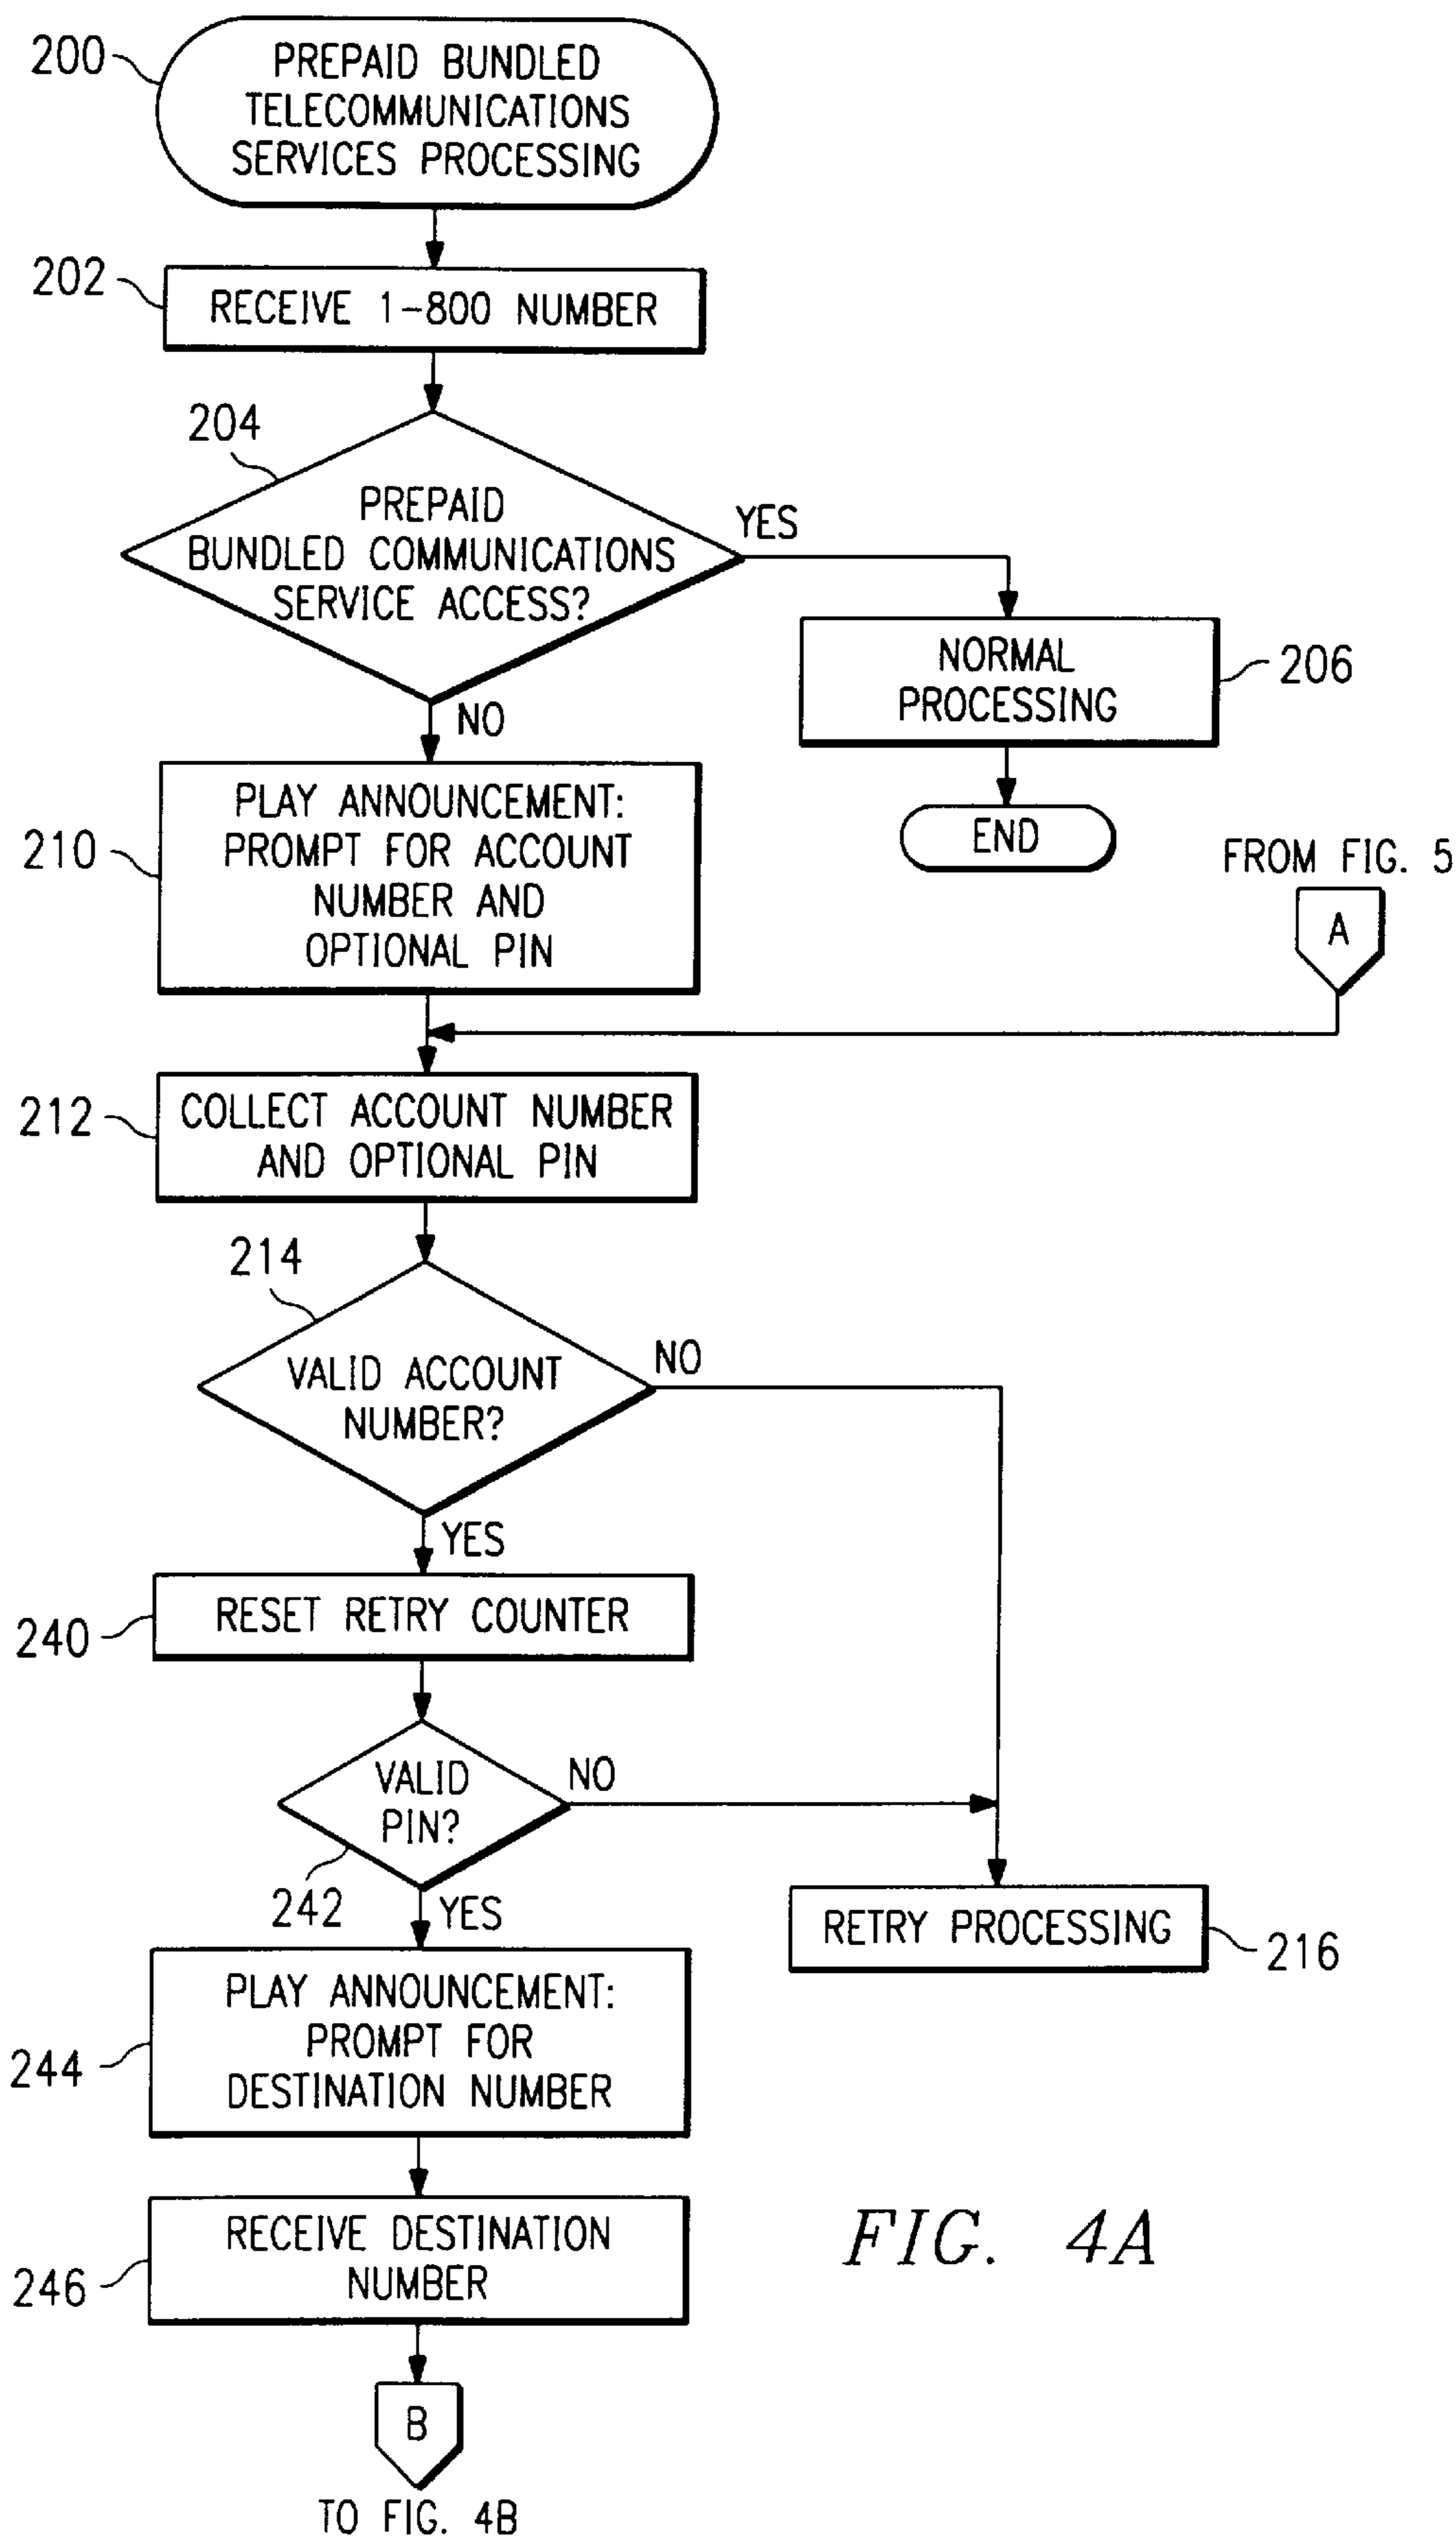 200
PREPAID BUNDLED
TELECOMMUNICATIONS
SERVICES PROCESSING
202
RECEIVE 1-800 NUMBER
204
PREPAID
BUNDLED COMMUNICATIONS
SERVICE ACCESS?
YES
NO
NORMAL
PROCESSING
206
END
210
PLAY ANNOUNCEMENT:
PROMPT FOR ACCOUNT
NUMBER AND
OPTIONAL PIN
FROM FIG. 5
A
212
COLLECT ACCOUNT NUMBER
AND OPTIONAL PIN
214
VALID ACCOUNT
NUMBER?
NO
YES
240
RESET RETRY COUNTER
VALID
PIN?
NO
242
YES
RETRY PROCESSING
216
244
PLAY ANNOUNCEMENT:
PROMPT FOR
DESTINATION NUMBER
246
RECEIVE DESTINATION
NUMBER
FIG. 4A
B
TO FIG. 4B